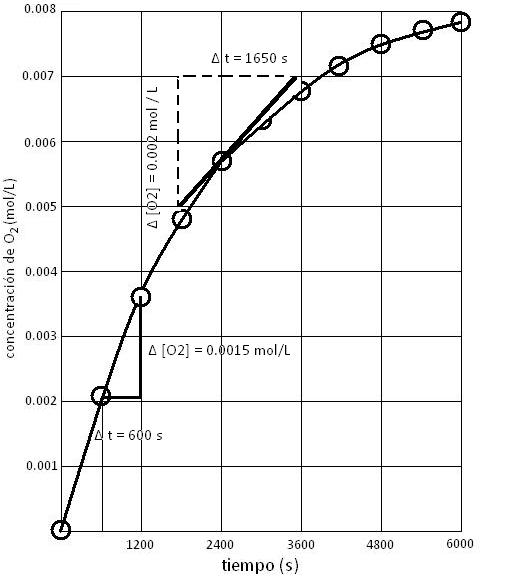 0.008
0.007
0.006
0.005
0.004
0.003
0.002
0.001
concentración de O2 (mol/L)
Δ t = 1650 s
Δ [O2] = 0.002 mol / L
Δ [O2] = 0.0015 mol/L
Δ t = 600 s
1200 2400 3600 4800 6000
tiempo (s)